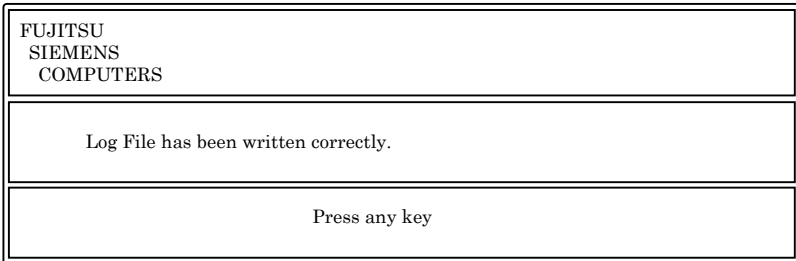 FUJITSU
SIEMENS
COMPUTERS
Log File has been written correctly.
Press any key